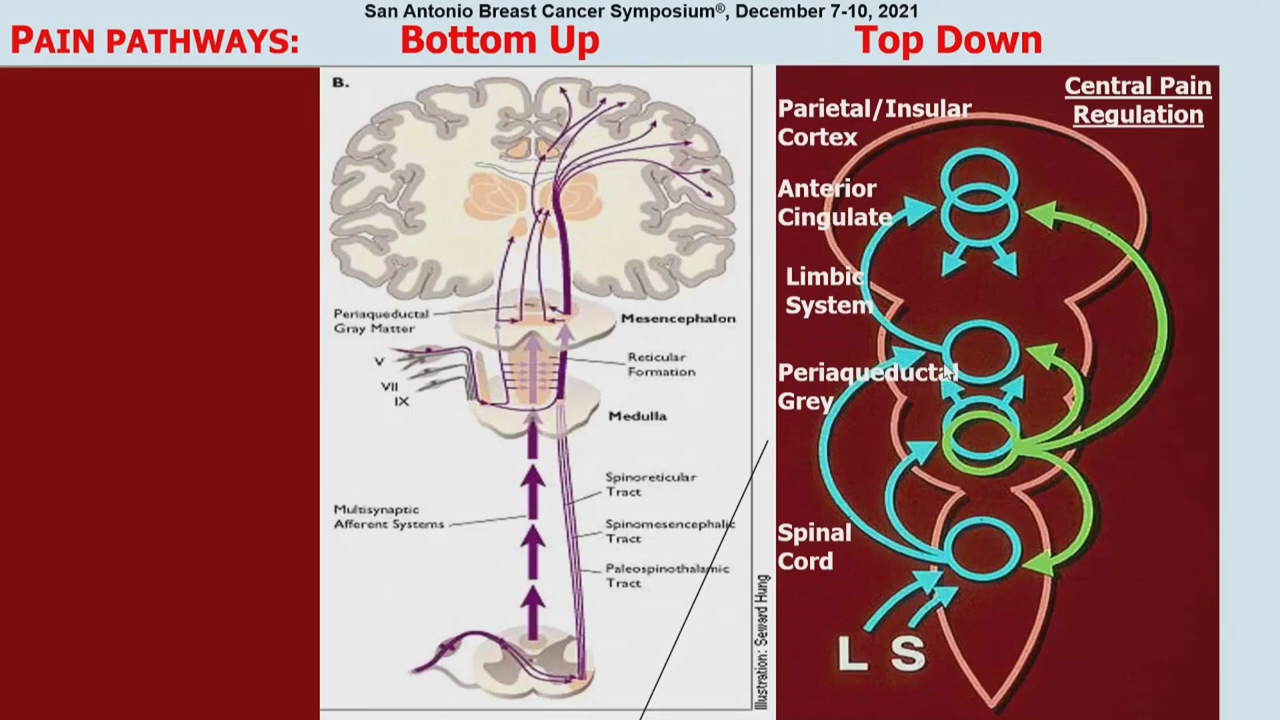 San Antonio Breast Cancer Symposium®, December 7-10, 2021
PAIN PATHWAYS:
Bottom Up
Top Down
B.
Periaqueductal
Gray Matter
Mesencephalon
V
VII
IX
Reticular
Formation
Medulla
Spinoreticular
Tract
Multisynaptic
Afferent Systems
Spinomesencephalic
Tract
Paleospinothalamic
Tract
Illustration: Seward Hung
Central Pain
Regulation
Parietal/Insular
Cortex
Anterior
Cingulate
Limbic
System
Periaqueductal
Grey
Spinal
Cord
L S